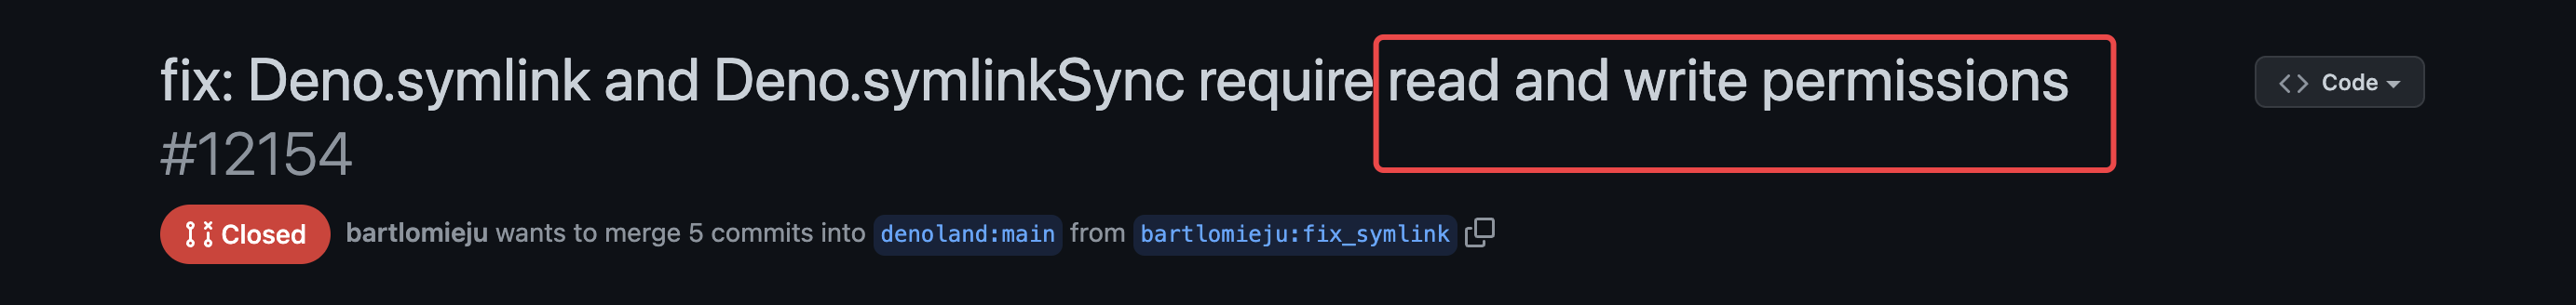 fix: Deno.symlink and Deno.symlinkSync require read and write permissions
#12154
Code
Closed bartlomieju wants to merge 5 commits into denoland:main from bartlomieju:fix_symlink